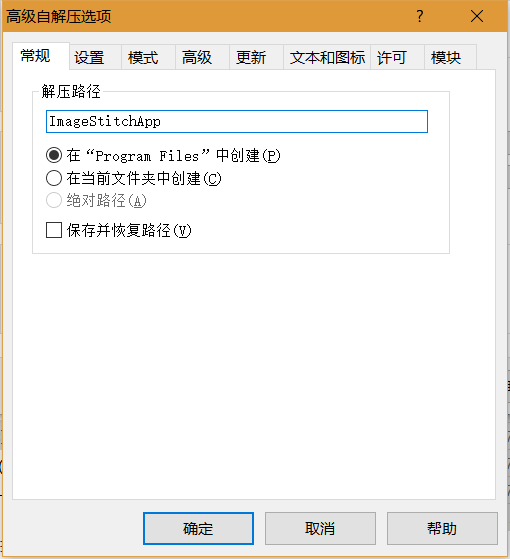 高级自解压选项
常规 设置 模式 高级 更新 文本和图标 许可 模块
解压路径
ImageStitchApp
在“Program Files”中创建(P)
在当前文件夹中创建(C)
绝对路径(A)
保存并恢复路径(V)
确定 取消 帮助